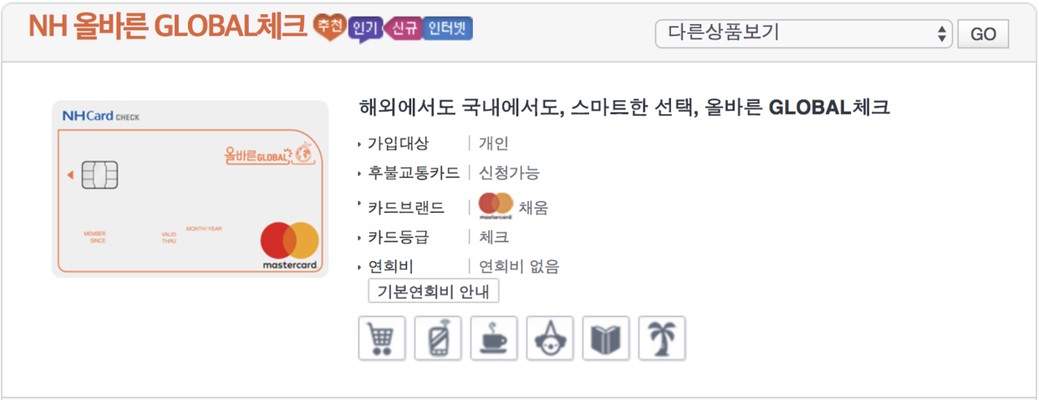 NH 올바른 GLOBAL체크 추천 인기 신규 인터넷
다른상품보기 GO
NHCard CHECK
올바른GLOBAL
MEMBER SINCE
VALID THRU
MONTH/YEAR
mastercard
해외에서도 국내에서도, 스마트한 선택, 올바른 GLOBAL체크
가입대상 | 개인
후불교통카드 | 신청가능
카드브랜드 | mastercard 채움
카드등급 | 체크
연회비 | 연회비 없음
기본연회비 안내